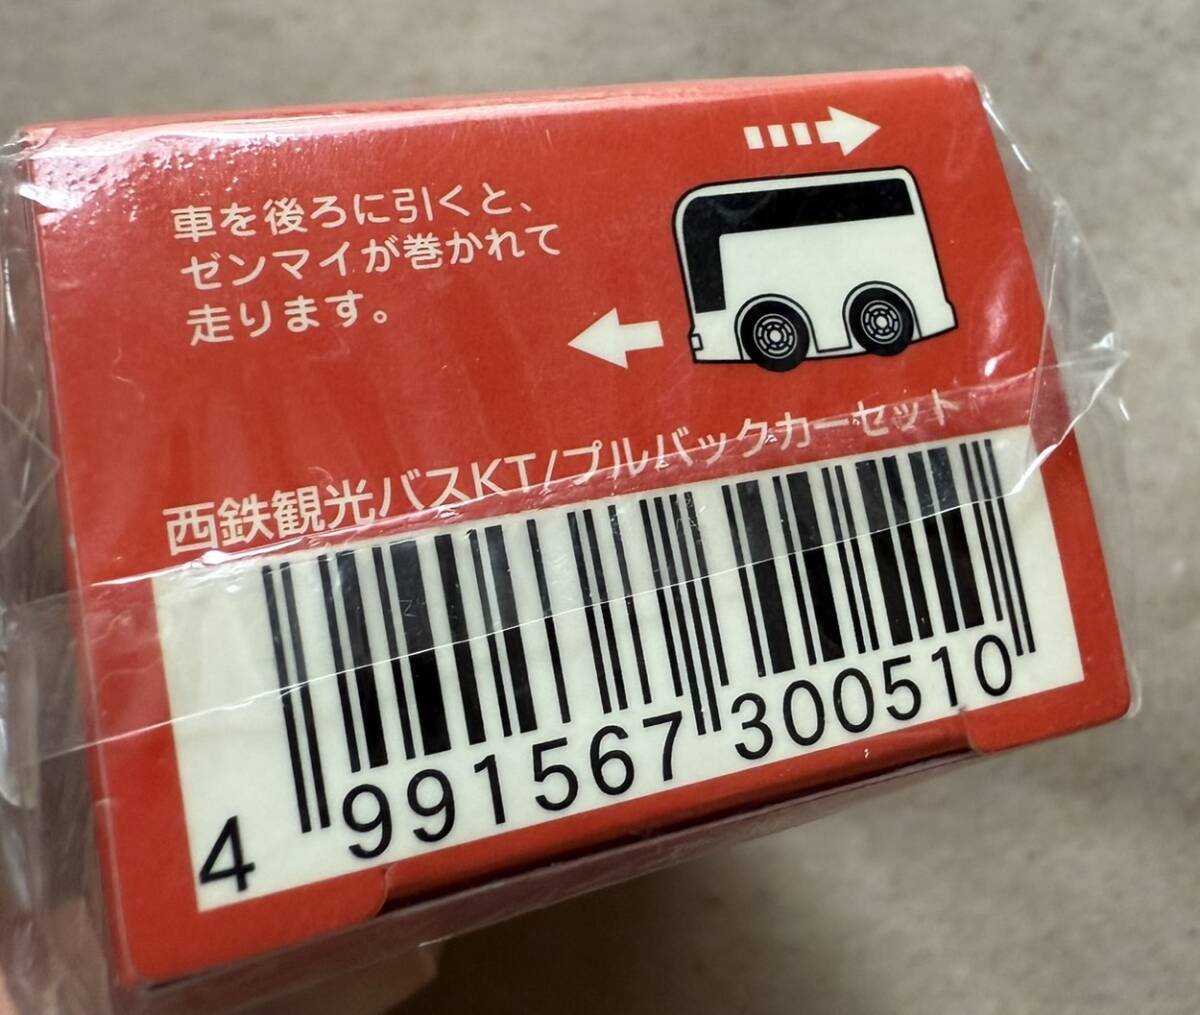 車を後ろに引くと、
ゼンマイが巻かれて
走ります。
西鉄観光バスKT/プルバックカーセット
4 991567 300510